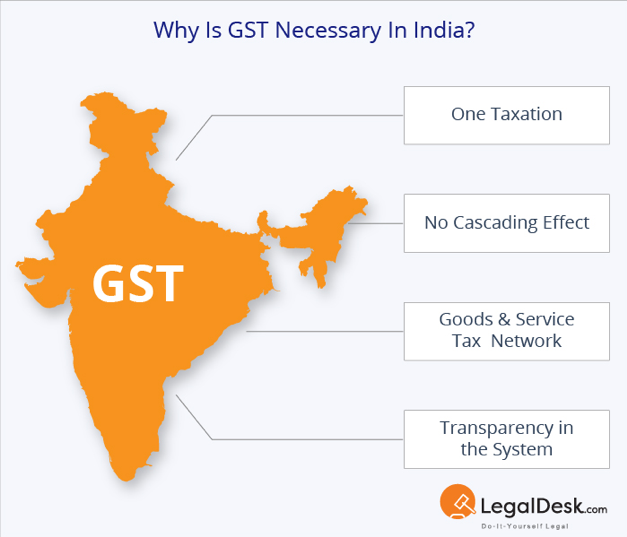 Why Is GST Necessary In India?
One Taxation
No Cascading Effect
GST
Goods & Service
Tax Network
Transparency in
the System
LegalDesk.com
Do-It-Yourself Legal